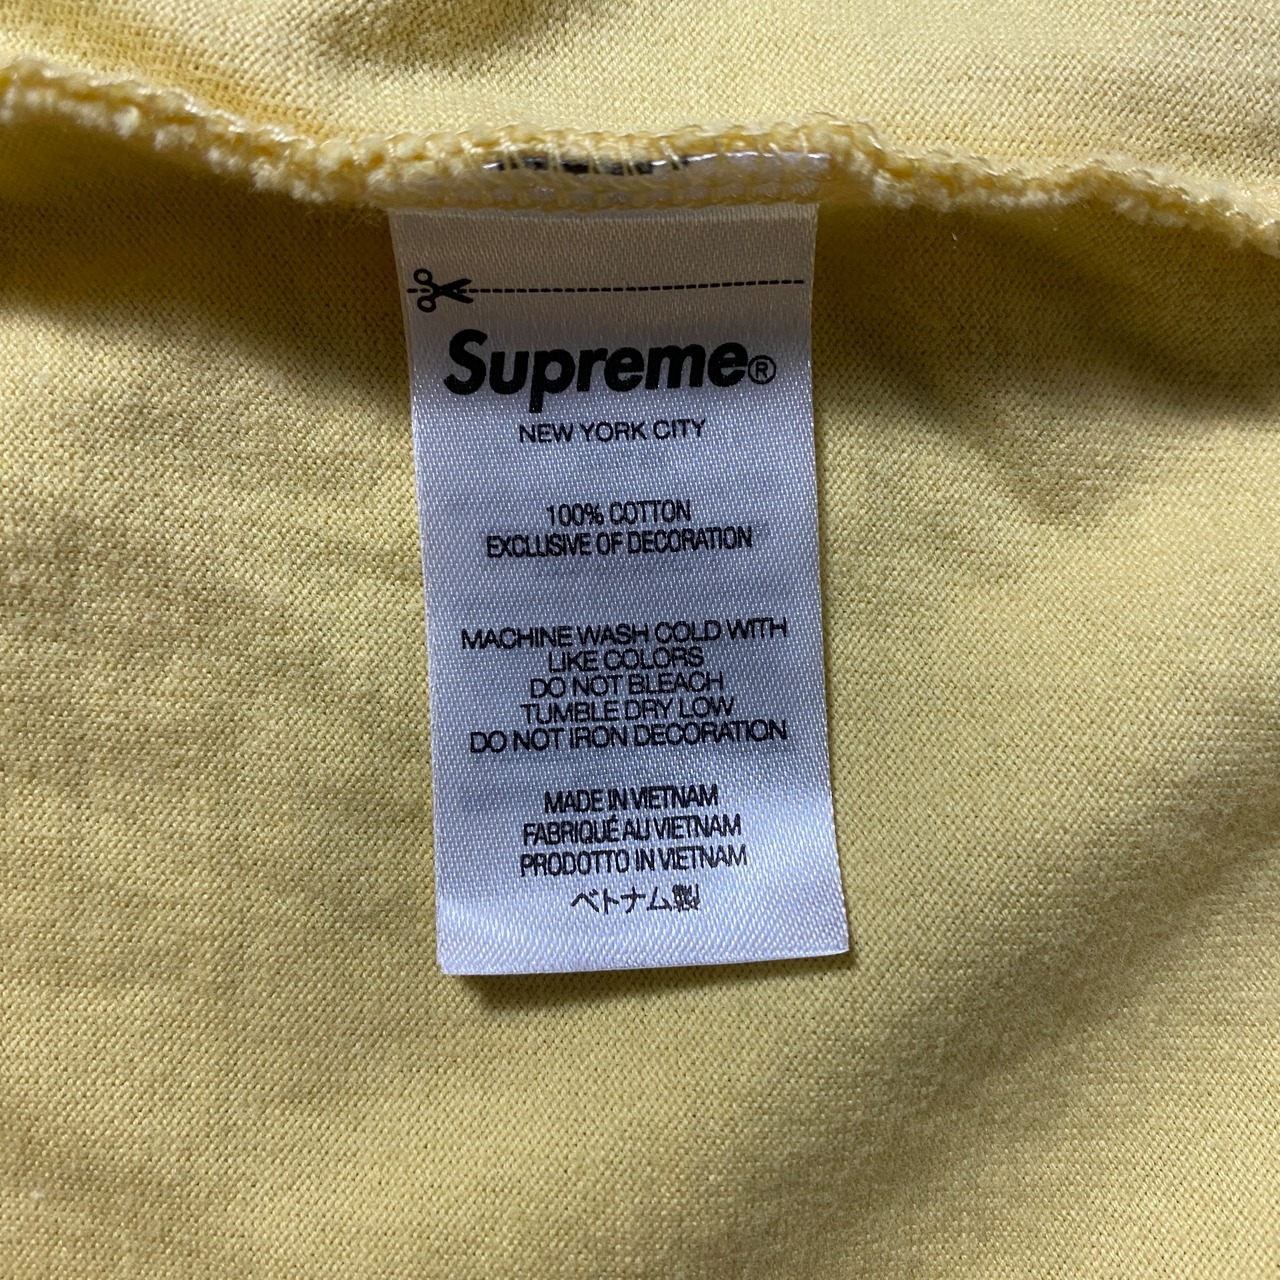 Supreme®
NEW YORK CITY
100% COTTON
EXCLUSIVE OF DECORATION
MACHINE WASH COLD WITH
LIKE COLORS
DO NOT BLEACH
TUMBLE DRY LOW
DO NOT IRON DECORATION
MADE IN VIETNAM
FABRIQUÉ AU VIETNAM
PRODOTTO IN VIETNAM
ベトナム製